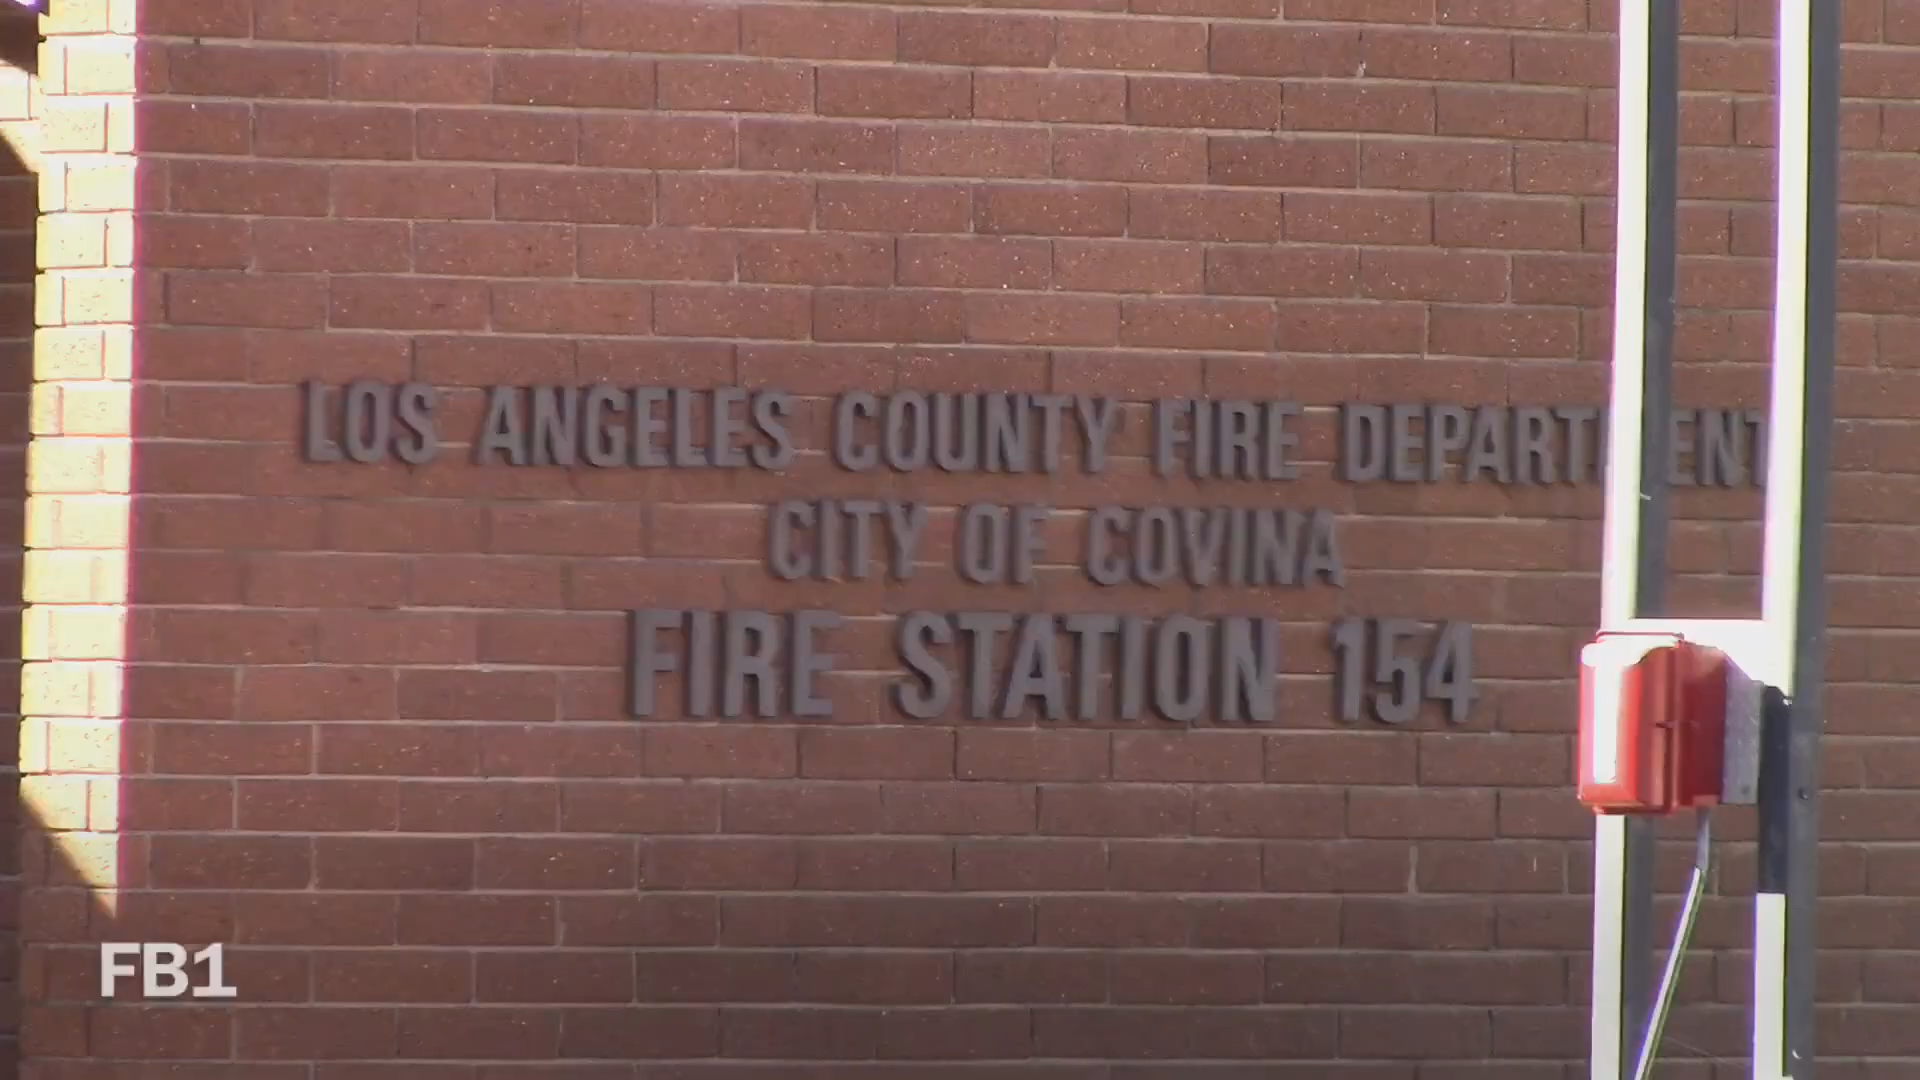 LOS ANGELES COUNTY FIRE DEPARTMENT
CITY OF COVINA
FIRE STATION 154
FB1